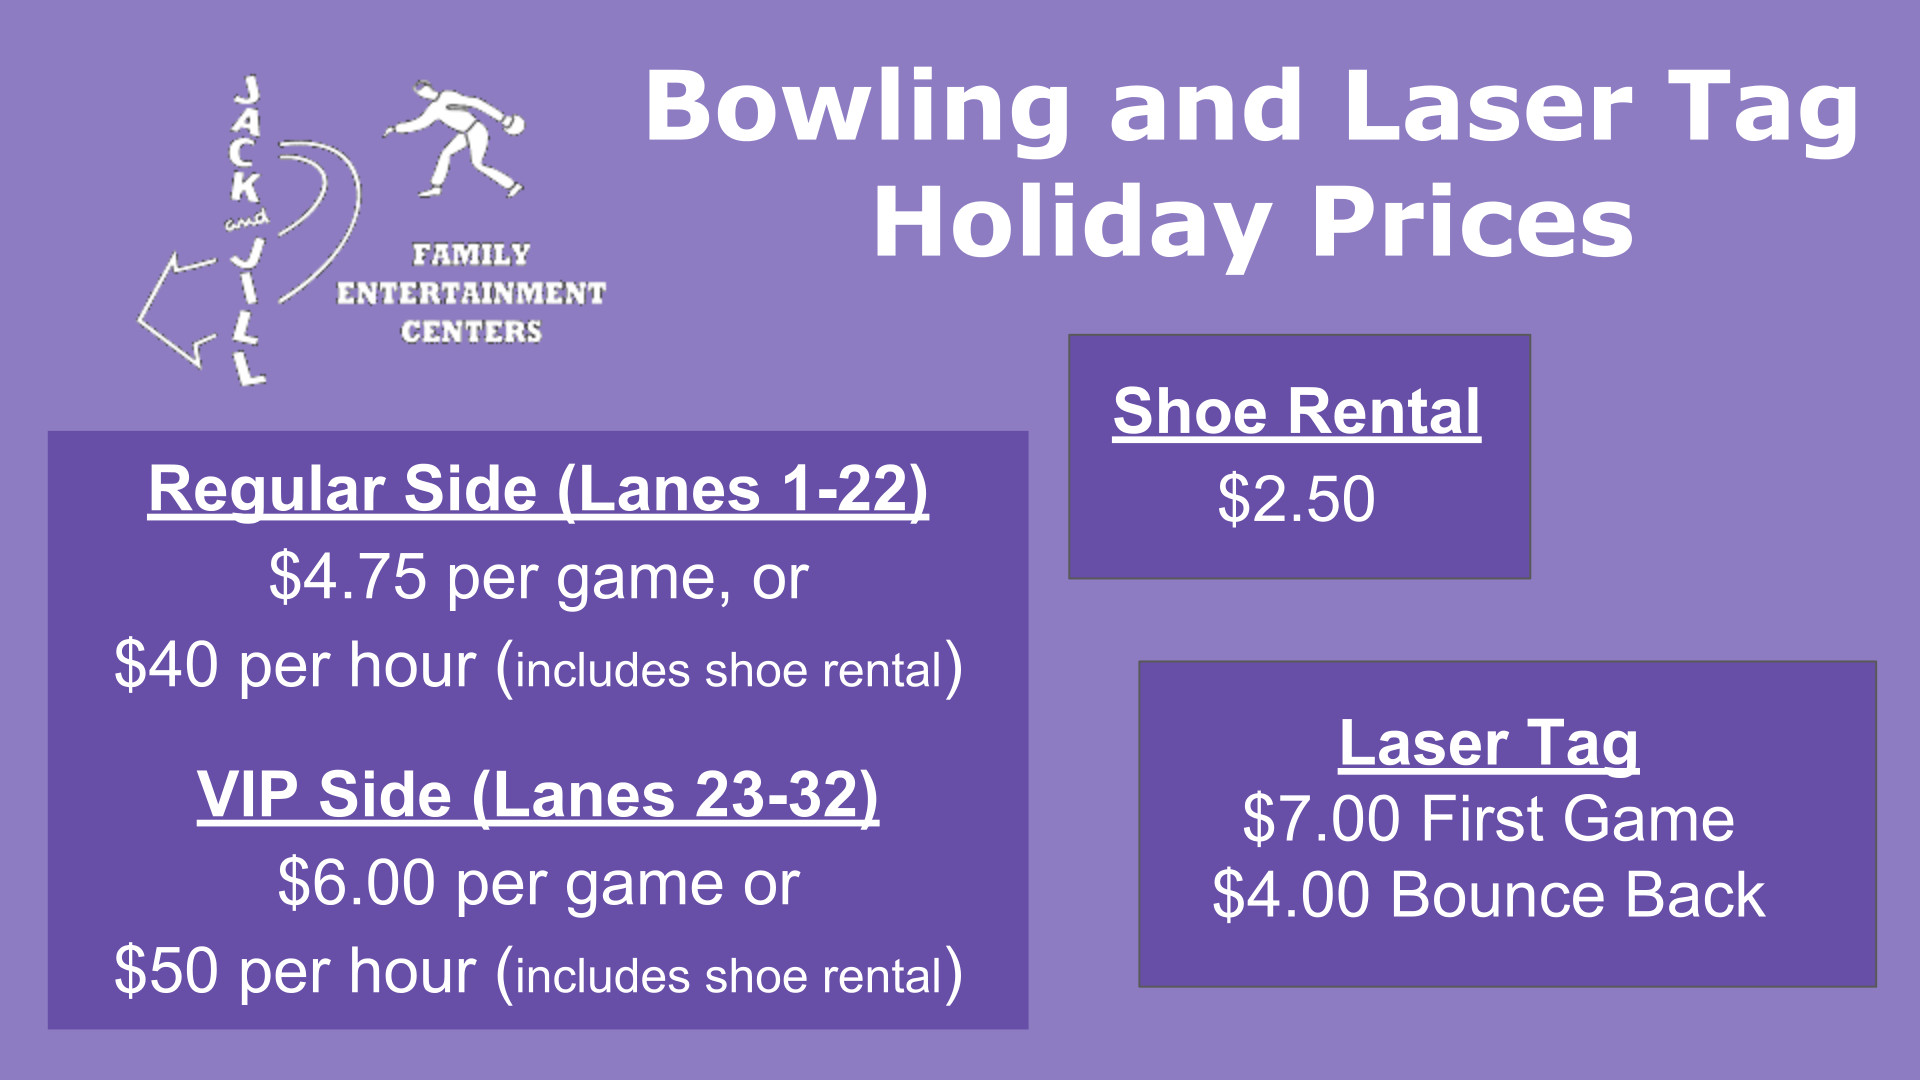 JACK and JILL
FAMILY
ENTERTAINMENT
CENTERS
Bowling and Laser Tag
Holiday Prices
Shoe Rental
$2.50
Regular Side (Lanes 1-22)
$4.75 per game, or
$40 per hour (includes shoe rental)
VIP Side (Lanes 23-32)
$6.00 per game or
$50 per hour (includes shoe rental)
Laser Tag
$7.00 First Game
$4.00 Bounce Back